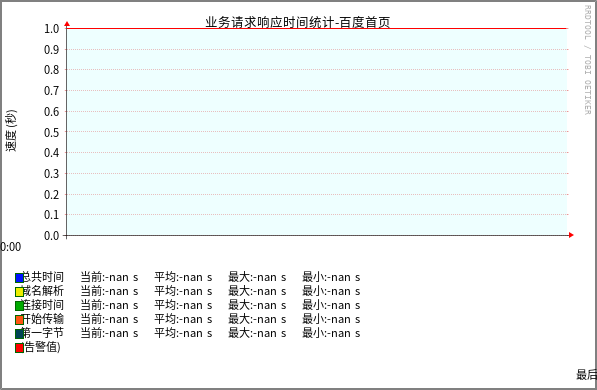 业务请求响应时间统计-百度首页
RRDTOOL / TOBI OETIKER
速度 (秒)
1.0
0.9
0.8
0.7
0.6
0.5
0.4
0.3
0.2
0.1
0.0
0:00
总共时间 当前:-nan s 平均:-nan s 最大:-nan s 最小:-nan s
域名解析 当前:-nan s 平均:-nan s 最大:-nan s 最小:-nan s
连接时间 当前:-nan s 平均:-nan s 最大:-nan s 最小:-nan s
开始传输 当前:-nan s 平均:-nan s 最大:-nan s 最小:-nan s
第一字节 当前:-nan s 平均:-nan s 最大:-nan s 最小:-nan s
告警值)
最后